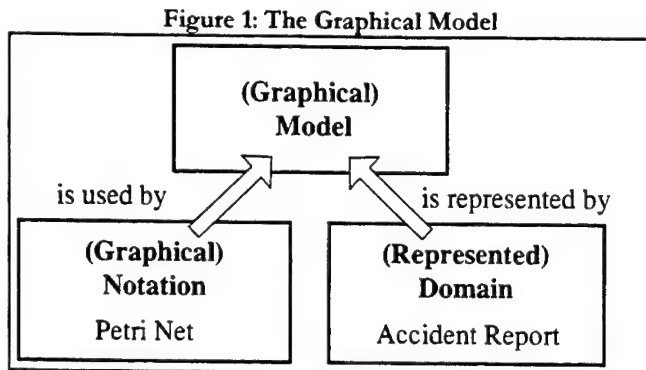 Figure 1: The Graphical Model
(Graphical)
Model
is used by
is represented by
(Graphical)
Notation
Petri Net
(Represented)
Domain
Accident Report